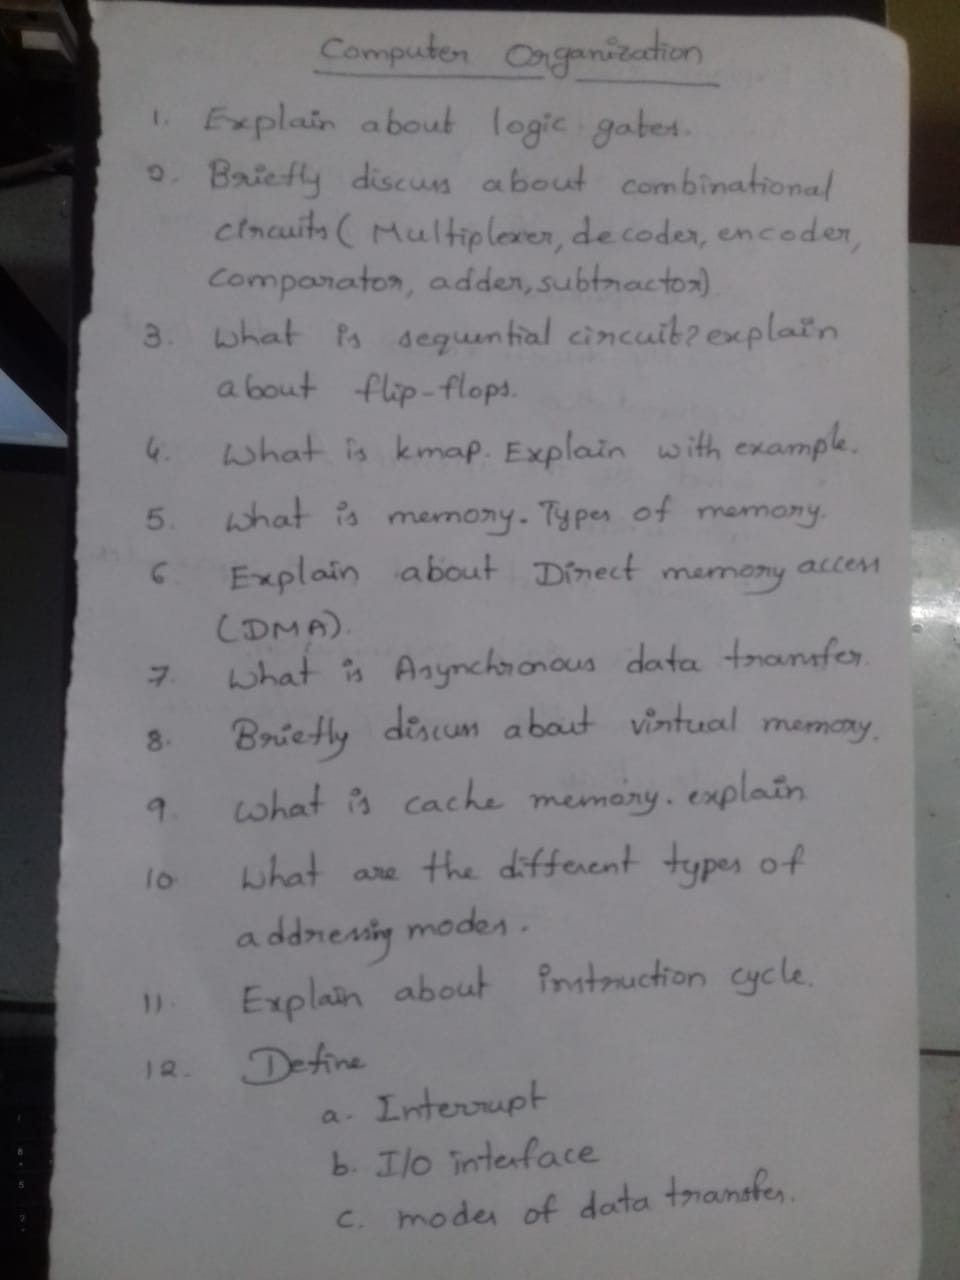 Computer Organization
1. Explain about logic gates.
2. Briefly discuss about combinational
circuits ( Multiplexer, decoder, encoder,
comparator, adder, subtractor)
3. What is sequential circuit? explain
about flip-flops.
4. What is kmap. Explain with example.
5. What is memory. Types of memory.
6 Explain about Direct memory access
(DMA).
7. What is Asynchronous data transfer.
8. Briefly discuss about virtual memory.
9. What is cache memory. explain
10. What are the different types of
addressing modes.
11. Explain about instruction cycle.
12. Define
a. Interrupt
b. I/O interface
c. modes of data transfer.